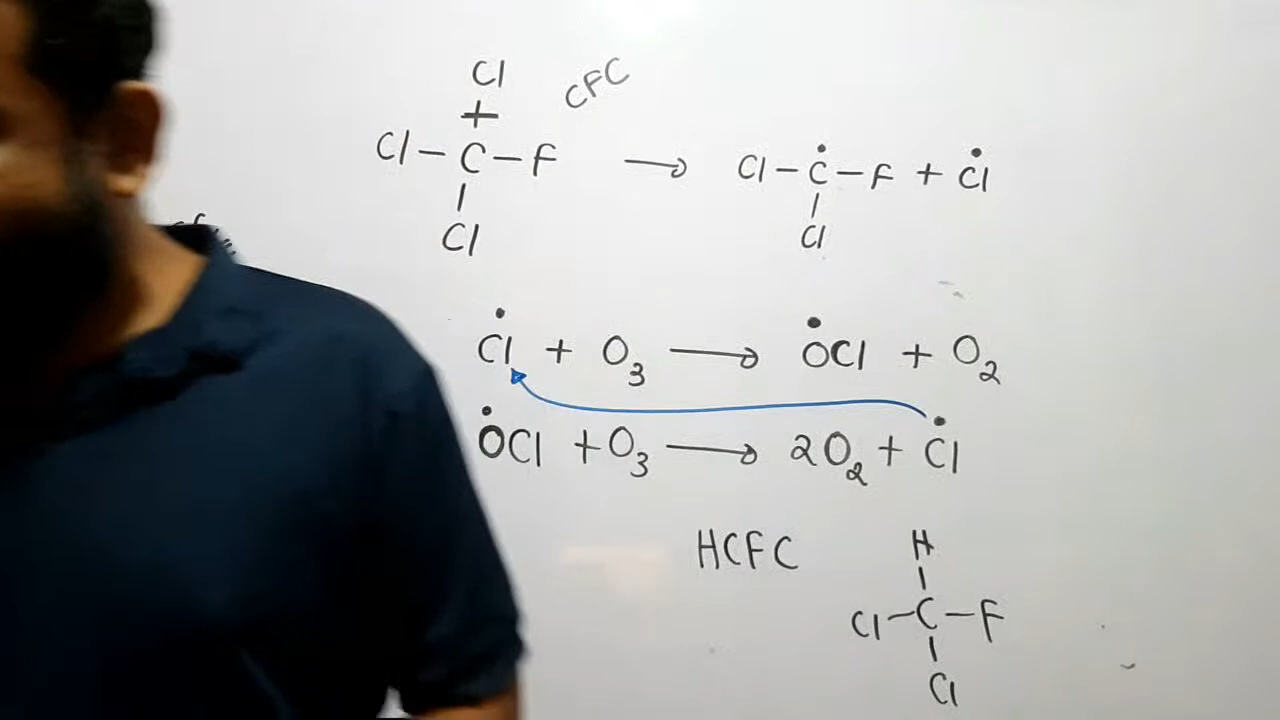 Cl
CFC
Cl–C–F → Cl–Ċ–F + Ċl
Cl
Cl
Ċl + O₃ → ȮCl + O₂
ȮCl + O₃ → 2O₂ + Ċl
HCFC
H
Cl–C–F
Cl